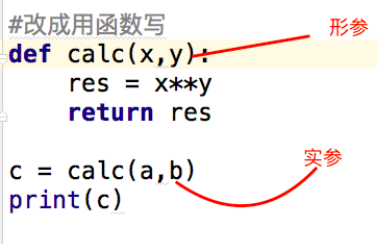 #改成用函数写
形参
def calc(x,y):
    res = x**y
    return res
实参
c = calc(a,b)
print(c)